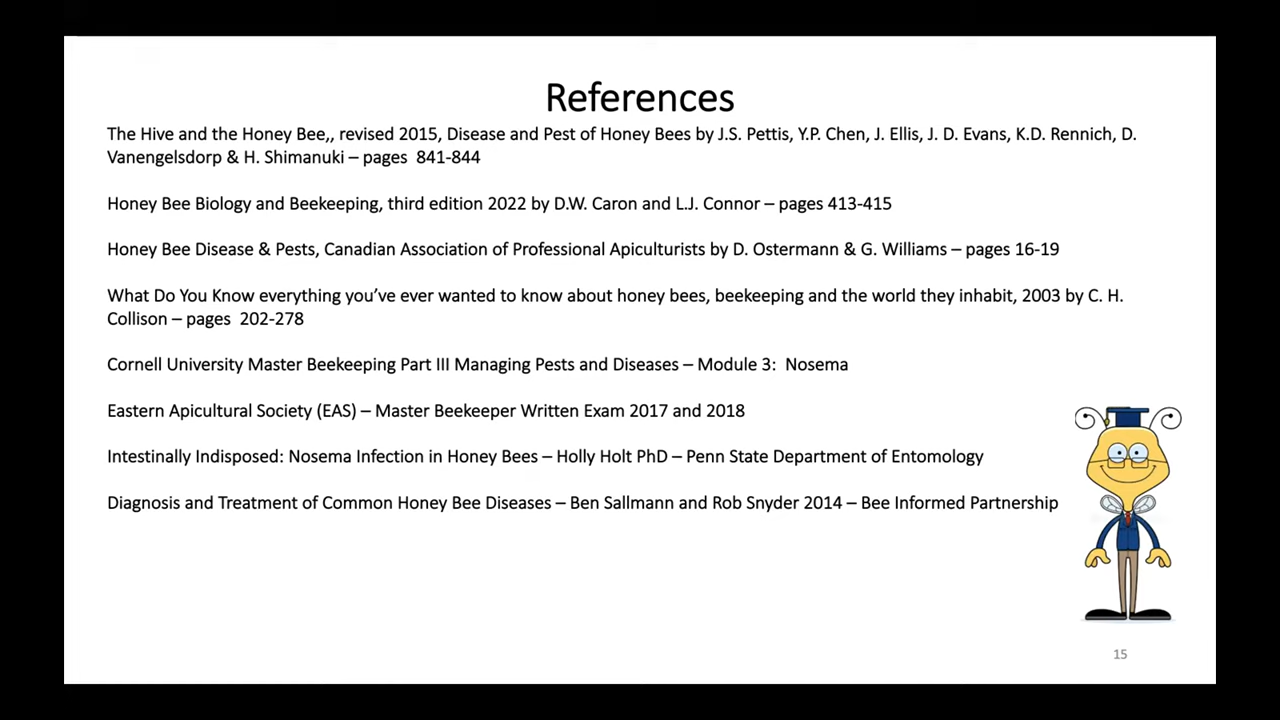 References
The Hive and the Honey Bee,, revised 2015, Disease and Pest of Honey Bees by J.S. Pettis, Y.P. Chen, J. Ellis, J. D. Evans, K.D. Rennich, D.
Vanengelsdorp & H. Shimanuki – pages  841-844
Honey Bee Biology and Beekeeping, third edition 2022 by D.W. Caron and L.J. Connor – pages 413-415
Honey Bee Disease & Pests, Canadian Association of Professional Apiculturists by D. Ostermann & G. Williams – pages 16-19
What Do You Know everything you’ve ever wanted to know about honey bees, beekeeping and the world they inhabit, 2003 by C. H.
Collison – pages  202-278
Cornell University Master Beekeeping Part III Managing Pests and Diseases – Module 3:  Nosema
Eastern Apicultural Society (EAS) – Master Beekeeper Written Exam 2017 and 2018
Intestinally Indisposed: Nosema Infection in Honey Bees – Holly Holt PhD – Penn State Department of Entomology
Diagnosis and Treatment of Common Honey Bee Diseases – Ben Sallmann and Rob Snyder 2014 – Bee Informed Partnership
15